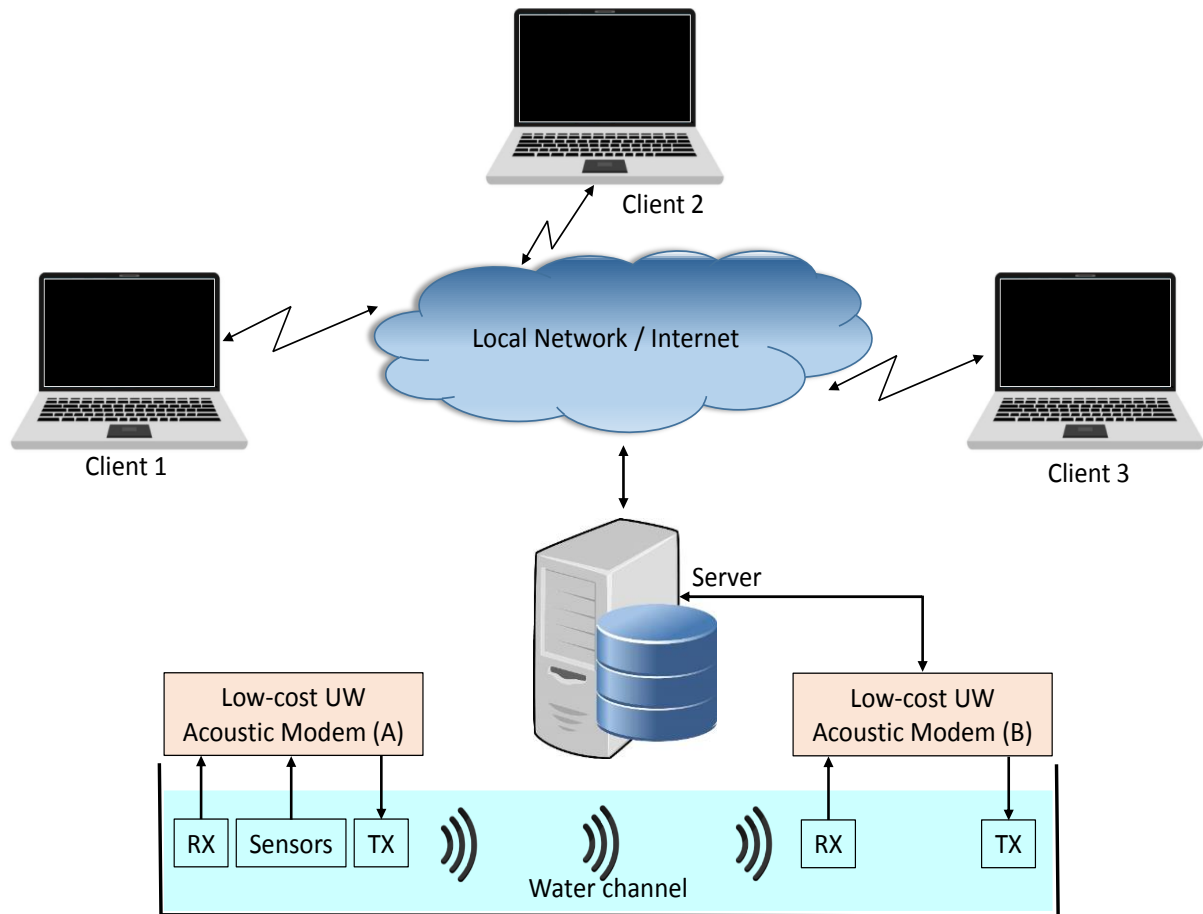 Client 2
Local Network / Internet
Client 1
Client 3
Server
Low-cost UW
Acoustic Modem (A)
Low-cost UW
Acoustic Modem (B)
RX
Sensors
TX
RX
TX
Water channel